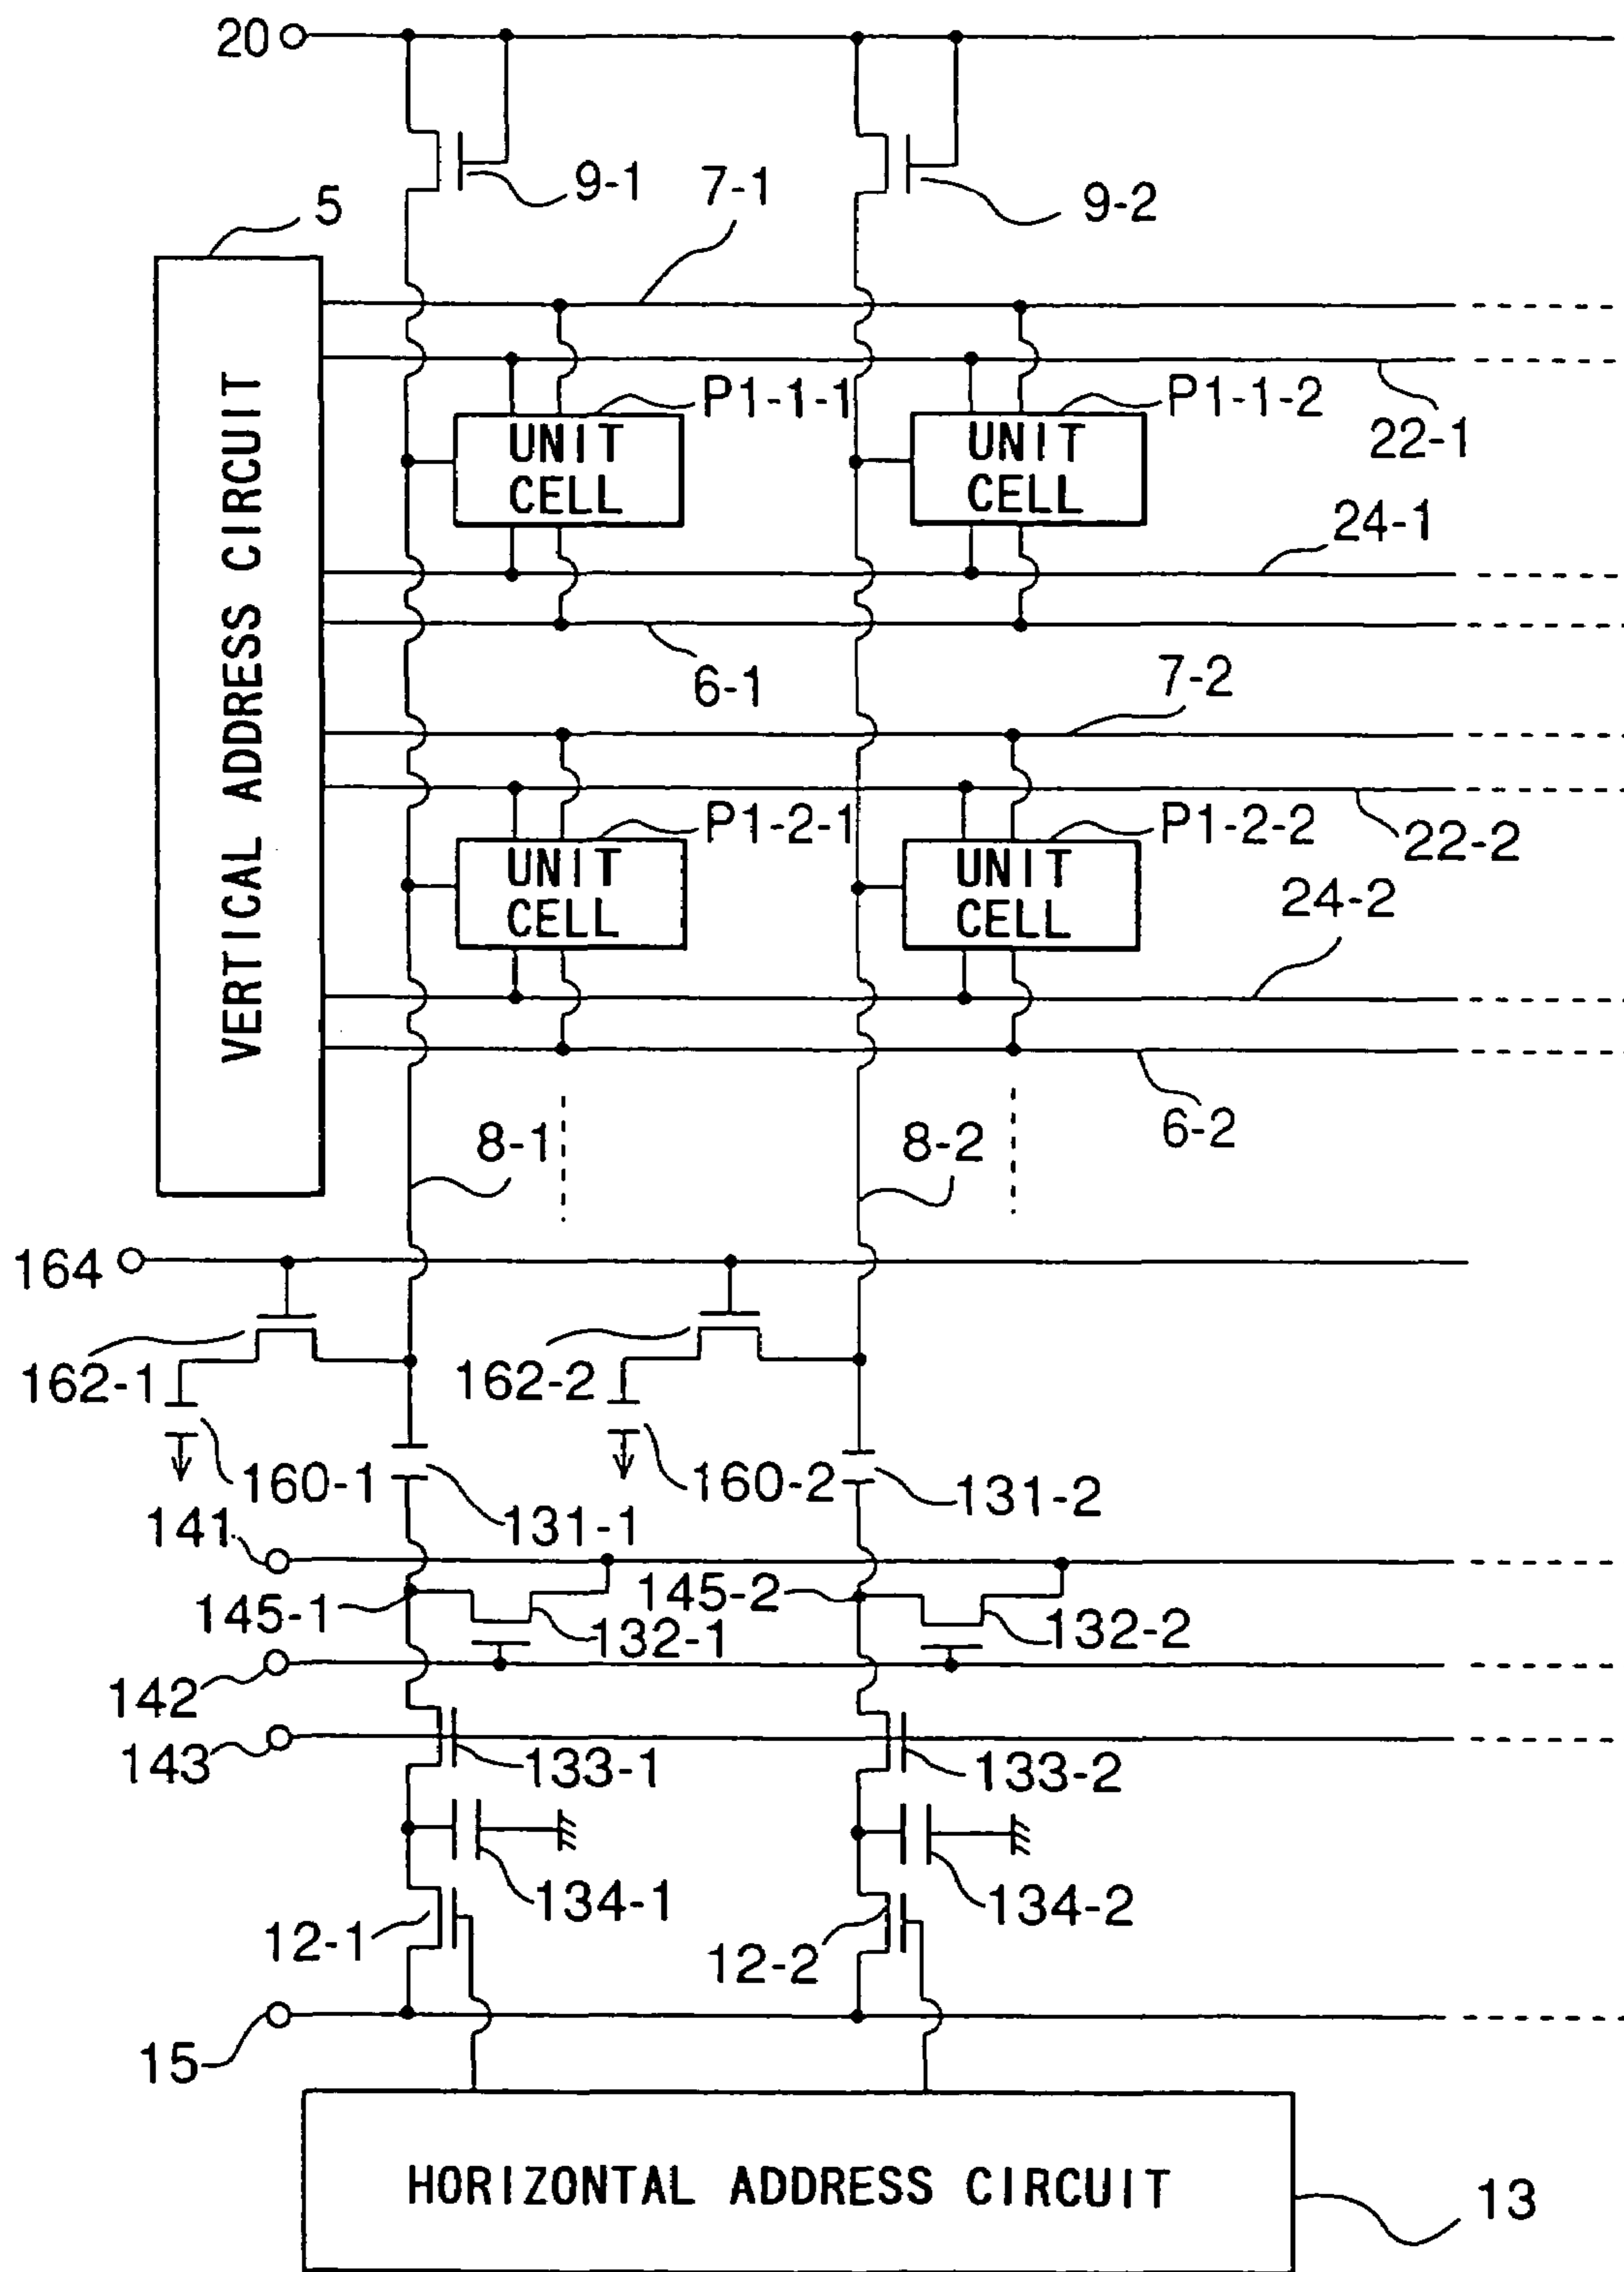 20
9-1
7-1
9-2
5
VERTICAL ADDRESS CIRCUIT
P1-1-1
P1-1-2
22-1
UNIT
CELL
UNIT
CELL
24-1
6-1
7-2
P1-2-1
P1-2-2
22-2
UNIT
CELL
UNIT
CELL
24-2
6-2
8-1
8-2
164
162-1
162-2
160-1
160-2
131-1
131-2
141
145-1
145-2
132-1
132-2
142
143
133-1
133-2
134-1
134-2
12-1
12-2
15
HORIZONTAL ADDRESS CIRCUIT
13